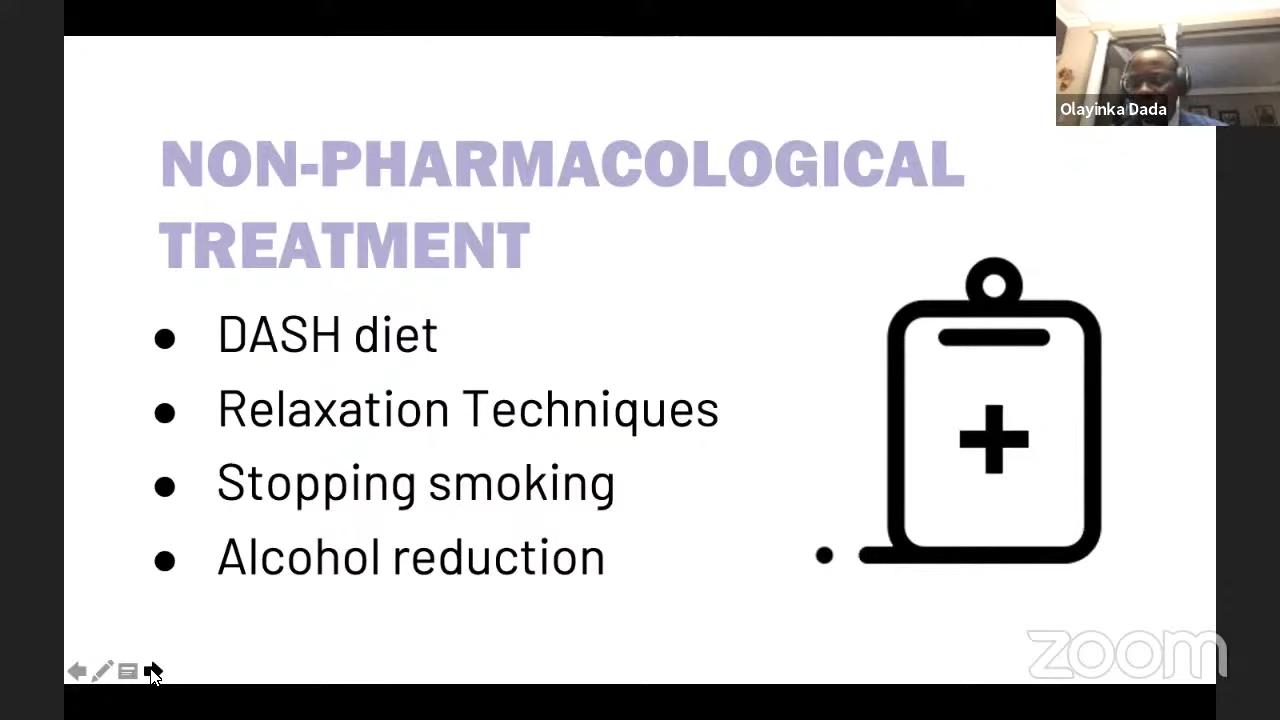 Olayinka Dada
NON-PHARMACOLOGICAL
TREATMENT
● DASH diet
● Relaxation Techniques
● Stopping smoking
● Alcohol reduction
zoom